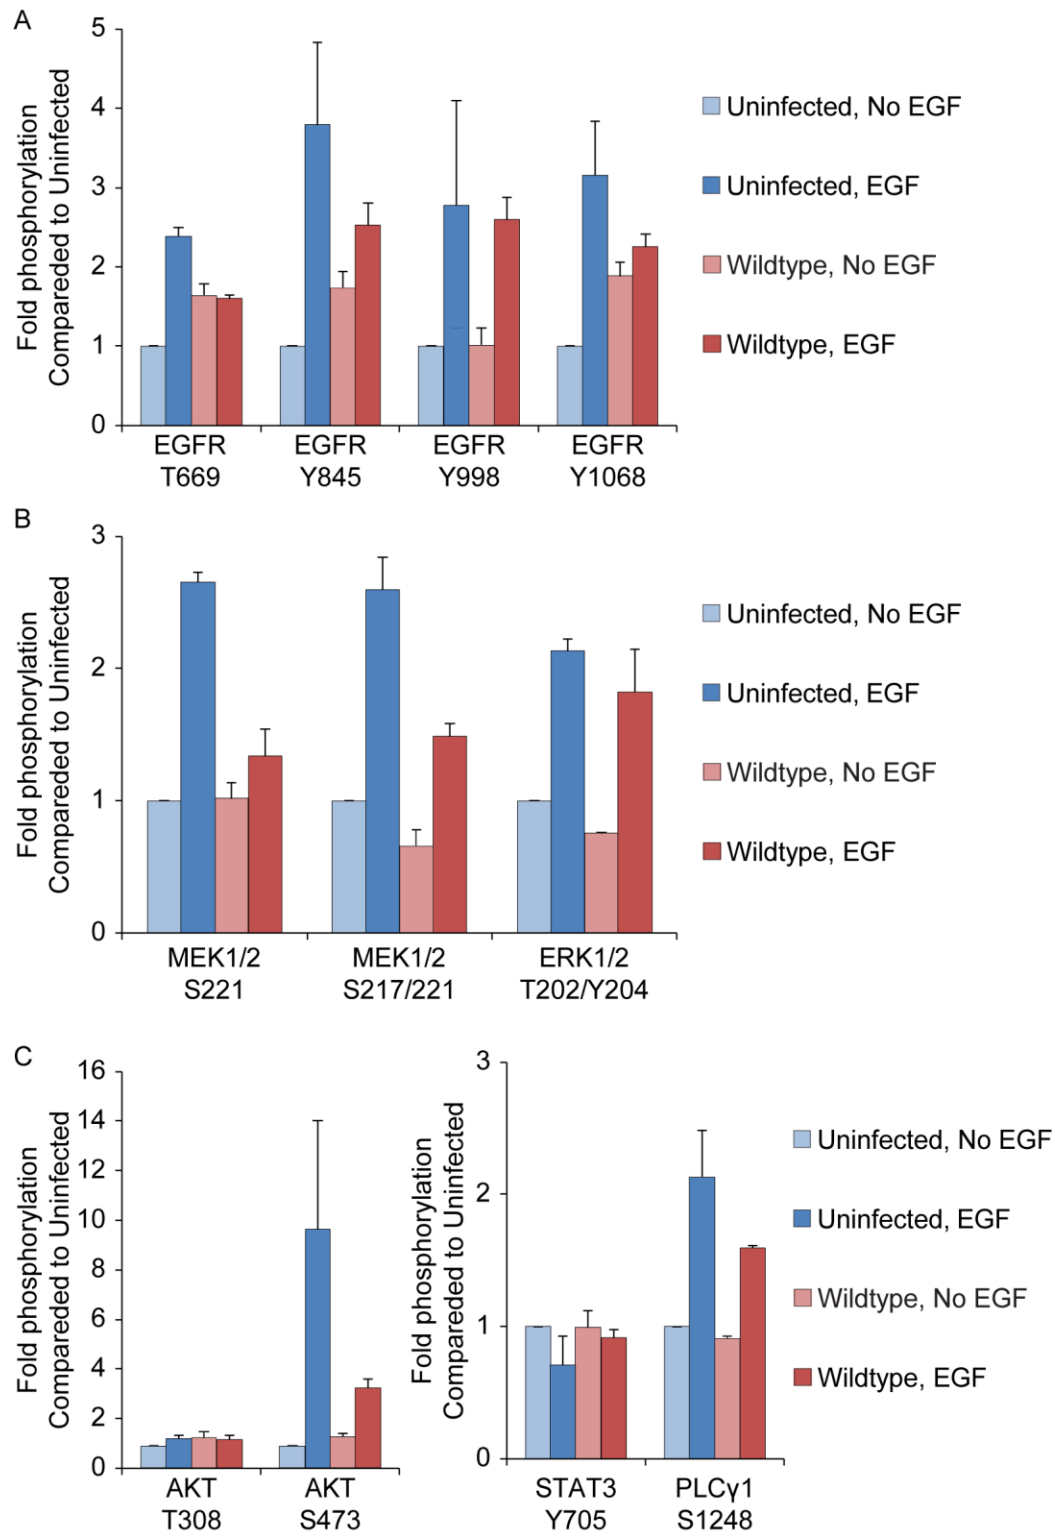 A
Fold phosphorylation
Compareded to Uninfected
5
4
3
2
1
0
EGFR
T669
EGFR
Y845
EGFR
Y998
EGFR
Y1068
Uninfected, No EGF
Uninfected, EGF
Wildtype, No EGF
Wildtype, EGF
B
Fold phosphorylation
Compareded to Uninfected
3
2
1
0
MEK1/2
S221
MEK1/2
S217/221
ERK1/2
T202/Y204
Uninfected, No EGF
Uninfected, EGF
Wildtype, No EGF
Wildtype, EGF
C
Fold phosphorylation
Compareded to Uninfected
16
14
12
10
8
6
4
2
0
AKT
T308
AKT
S473
Fold phosphorylation
Compareded to Uninfected
3
2
1
0
STAT3
Y705
PLCγ1
S1248
Uninfected, No EGF
Uninfected, EGF
Wildtype, No EGF
Wildtype, EGF